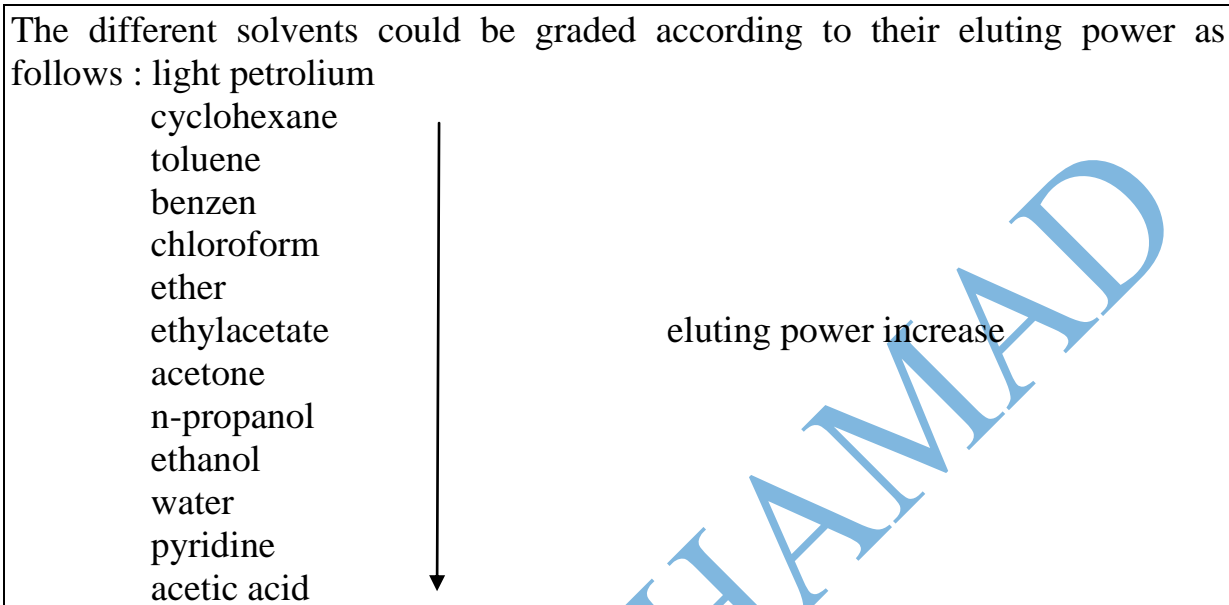 The different solvents could be graded according to their eluting power as
follows : light petrolium
cyclohexane
toluene
benzen
chloroform
ether
ethylacetate eluting power increase
acetone
n-propanol
ethanol
water
pyridine
acetic acid
HAMAD